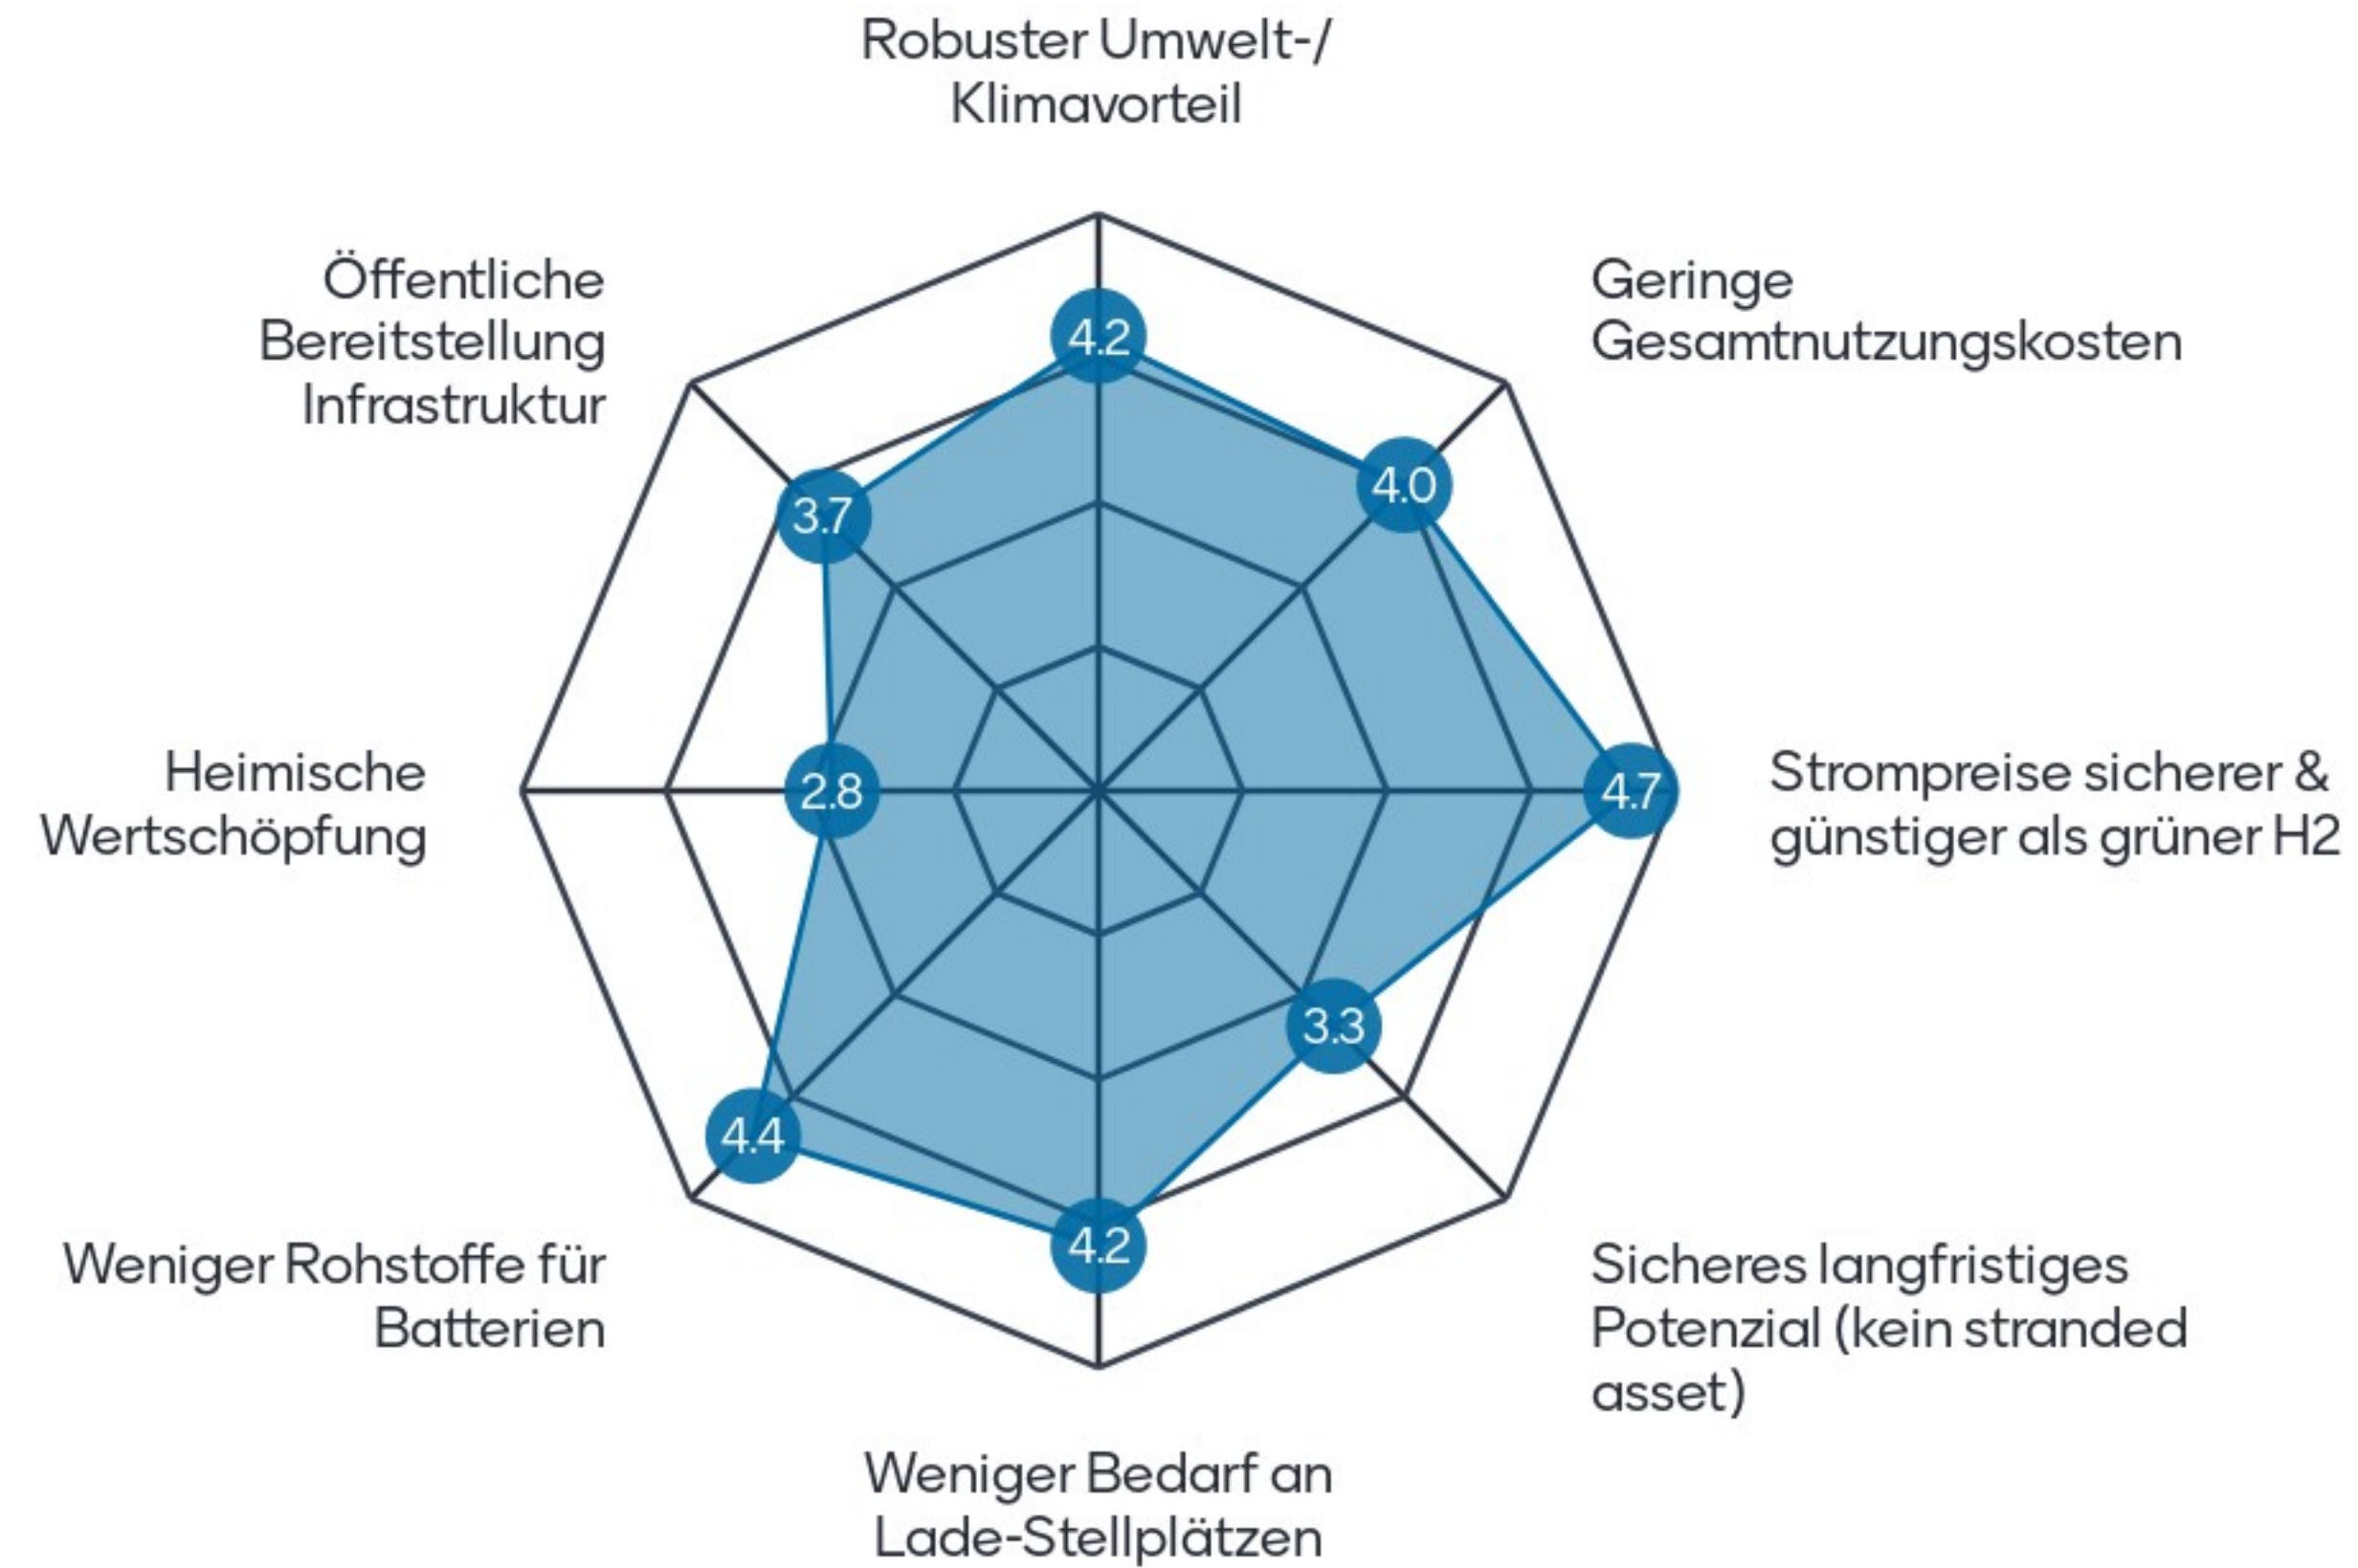 Robuster Umwelt-/
Klimavorteil
Geringe
Gesamtnutzungskosten
Strompreise sicherer &
günstiger als grüner H2
Sicheres langfristiges
Potenzial (kein stranded
asset)
Weniger Bedarf an
Lade-Stellplätzen
Weniger Rohstoffe für
Batterien
Heimische
Wertschöpfung
Öffentliche
Bereitstellung
Infrastruktur
4.2
4.0
4.7
3.3
4.2
4.4
2.8
3.7